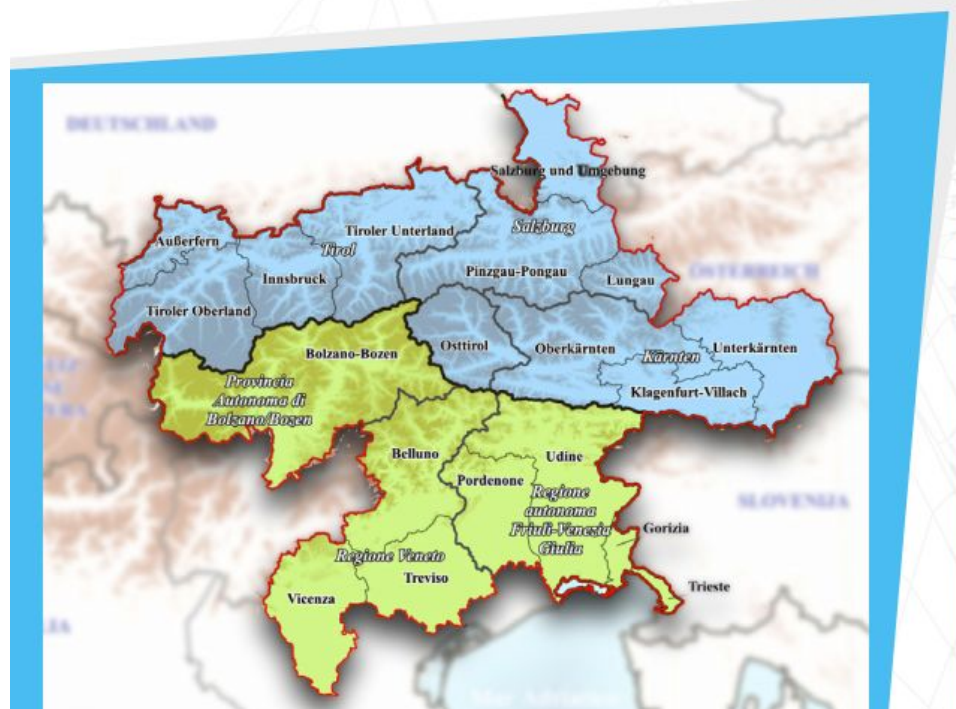 DEUTSCHLAND
Salzburg und Umgebung
Tiroler Unterland
Salzburg
Außerfern
Tirol
Innsbruck
Pinzgau-Pongau
Lungau
ÖSTERREICH
Tiroler Oberland
Bolzano-Bozen
Osttirol
Oberkärnten
Kärnten
Unterkärnten
Provincia
Autonoma di
Bolzano/Bozen
Klagenfurt-Villach
Belluno
Udine
Pordenone
Regione
autonoma
Friuli-Venezia
Giulia
SLOVENIJA
Gorizia
Regione Veneto
Treviso
Trieste
Vicenza